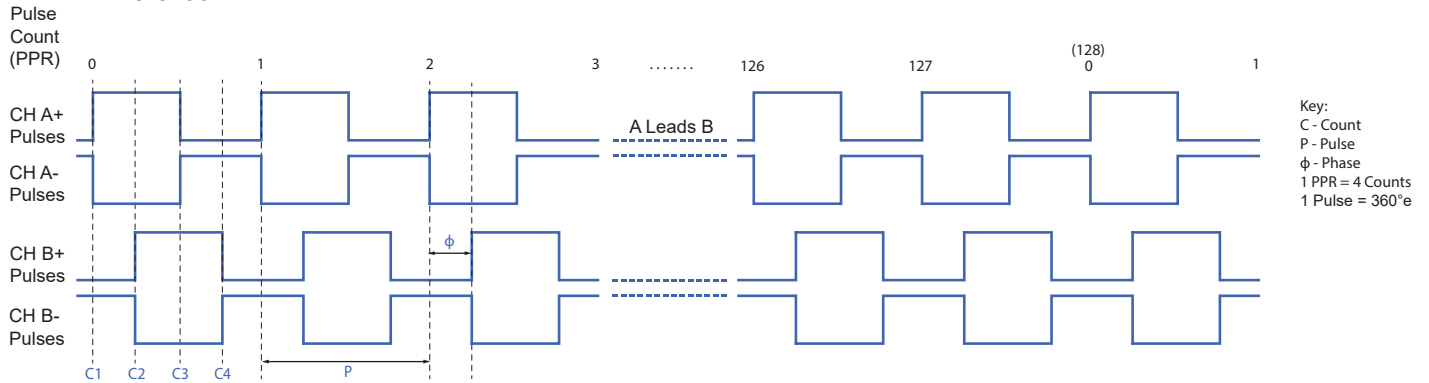 Pulse
Count
(PPR)
0
1
2
3
.......
126
127
(128)
0
1
CH A+
Pulses
A Leads B
CH A-
Pulses
CH B+
Pulses
ϕ
CH B-
Pulses
C1
C2
C3
C4
P
Key:
C - Count
P - Pulse
ϕ - Phase
1 PPR = 4 Counts
1 Pulse = 360°e